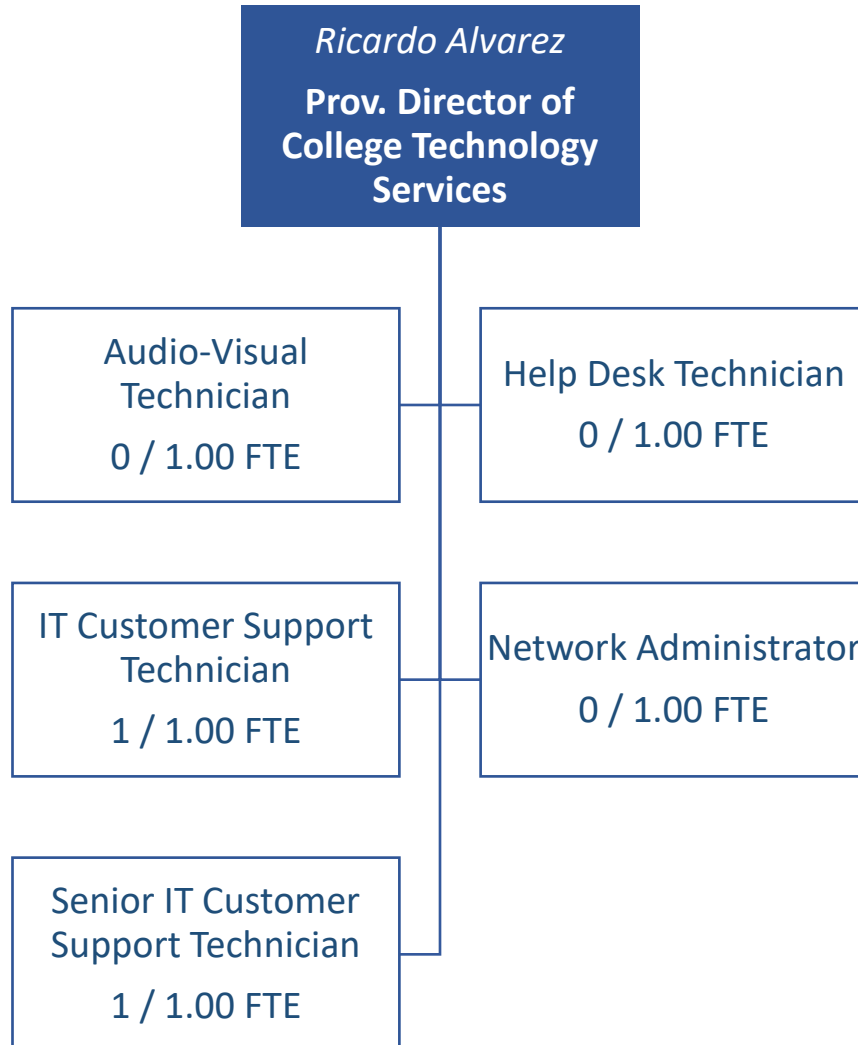 Ricardo Alvarez
Prov. Director of
College Technology
Services
Audio-Visual
Technician
0 / 1.00 FTE
Help Desk Technician
0 / 1.00 FTE
IT Customer Support
Technician
1 / 1.00 FTE
Network Administrator
0 / 1.00 FTE
Senior IT Customer
Support Technician
1 / 1.00 FTE